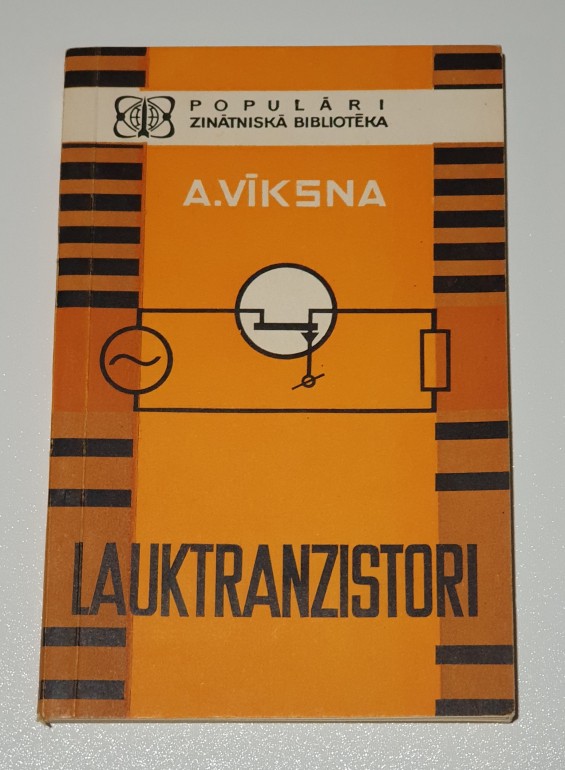 POPULĀRI
ZINĀTNISKĀ BIBLIOTĒKA
A.VĪKSNA
LAUKTRANZISTORI